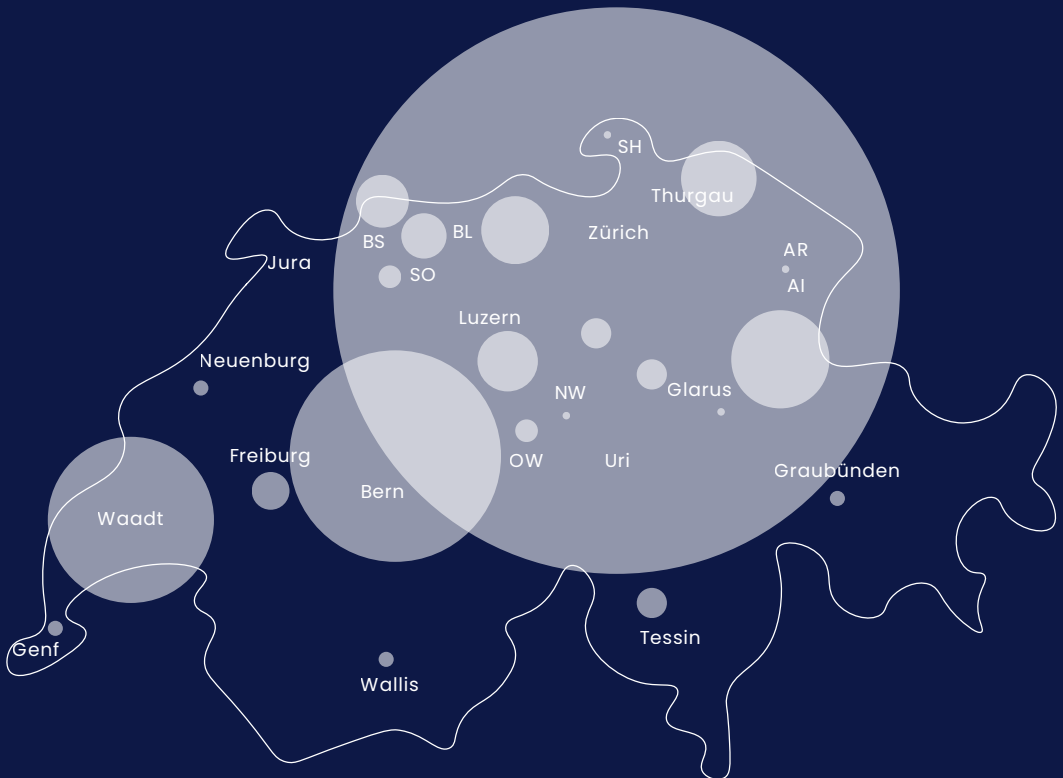 SH
Thurgau
Zürich
BL
BS
AR
Jura
SO
AI
Luzern
Neuenburg
Glarus
NW
Freiburg
OW
Uri
Graubünden
Bern
Waadt
Tessin
Genf
Wallis